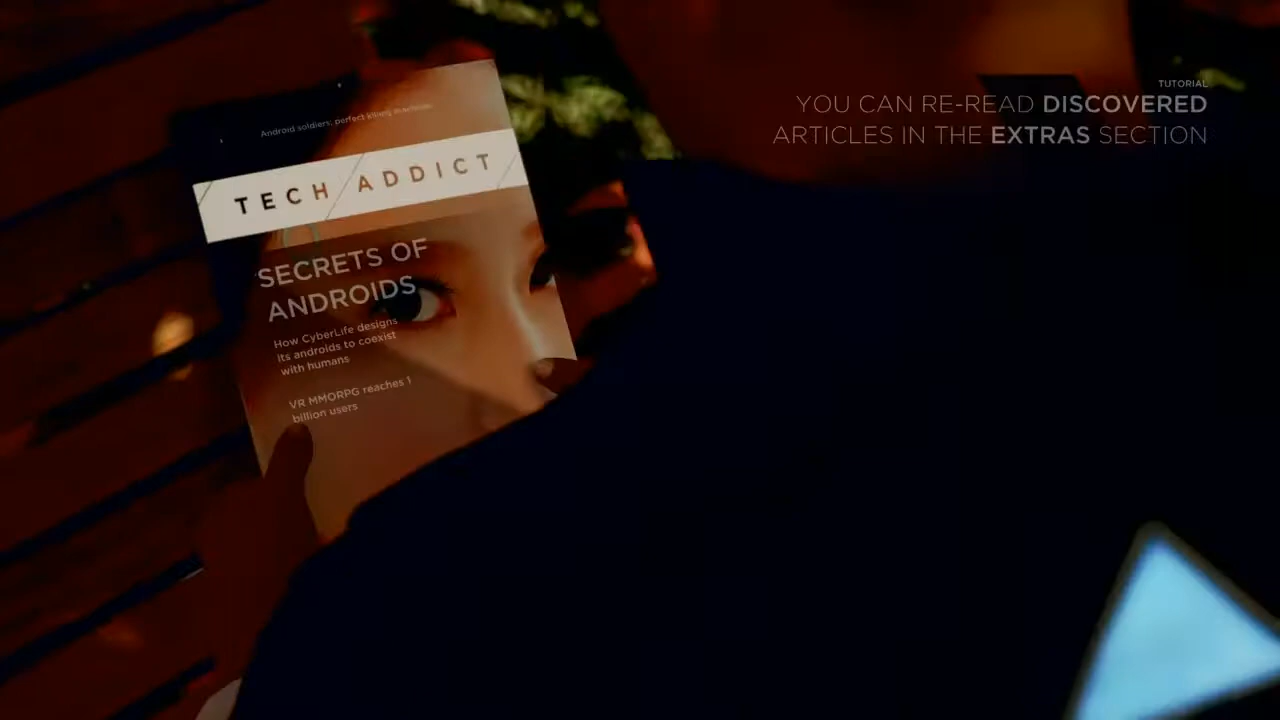 TUTORIAL
YOU CAN RE-READ DISCOVERED
ARTICLES IN THE EXTRAS SECTION
Android soldiers: perfect killing machines
TECH ADDICT
SECRETS OF
ANDROIDS
How CyberLife designs
its androids to coexist
with humans
VR MMORPG reaches 1
billion users